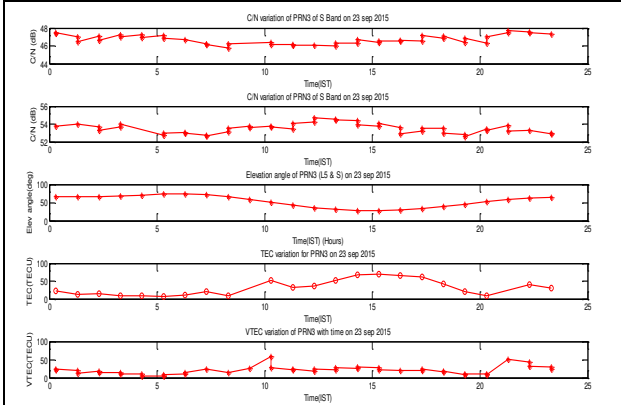 C/N variation of PRN3 of S Band on 23 sep 2015
C/N (dB)
48
46
44
0 5 10 15 20 25
Time(IST)
C/N variation of PRN3 of S Band on 23 sep 2015
C/N (dB)
56
54
52
0 5 10 15 20 25
Time(IST)
Elevation angle of PRN3 (L5 & S) on 23 sep 2015
Elev angle(deg)
100
50
0
0 5 10 15 20 25
Time(IST) (Hours)
TEC variation for PRN3 on 23 sep 2015
TEC(TECU)
100
50
0
0 5 10 15 20 25
Time(IST)
VTEC variation of PRN3 with time on 23 sep 2015
VTEC(TECU)
100
50
0
0 5 10 15 20 25
Time(IST)